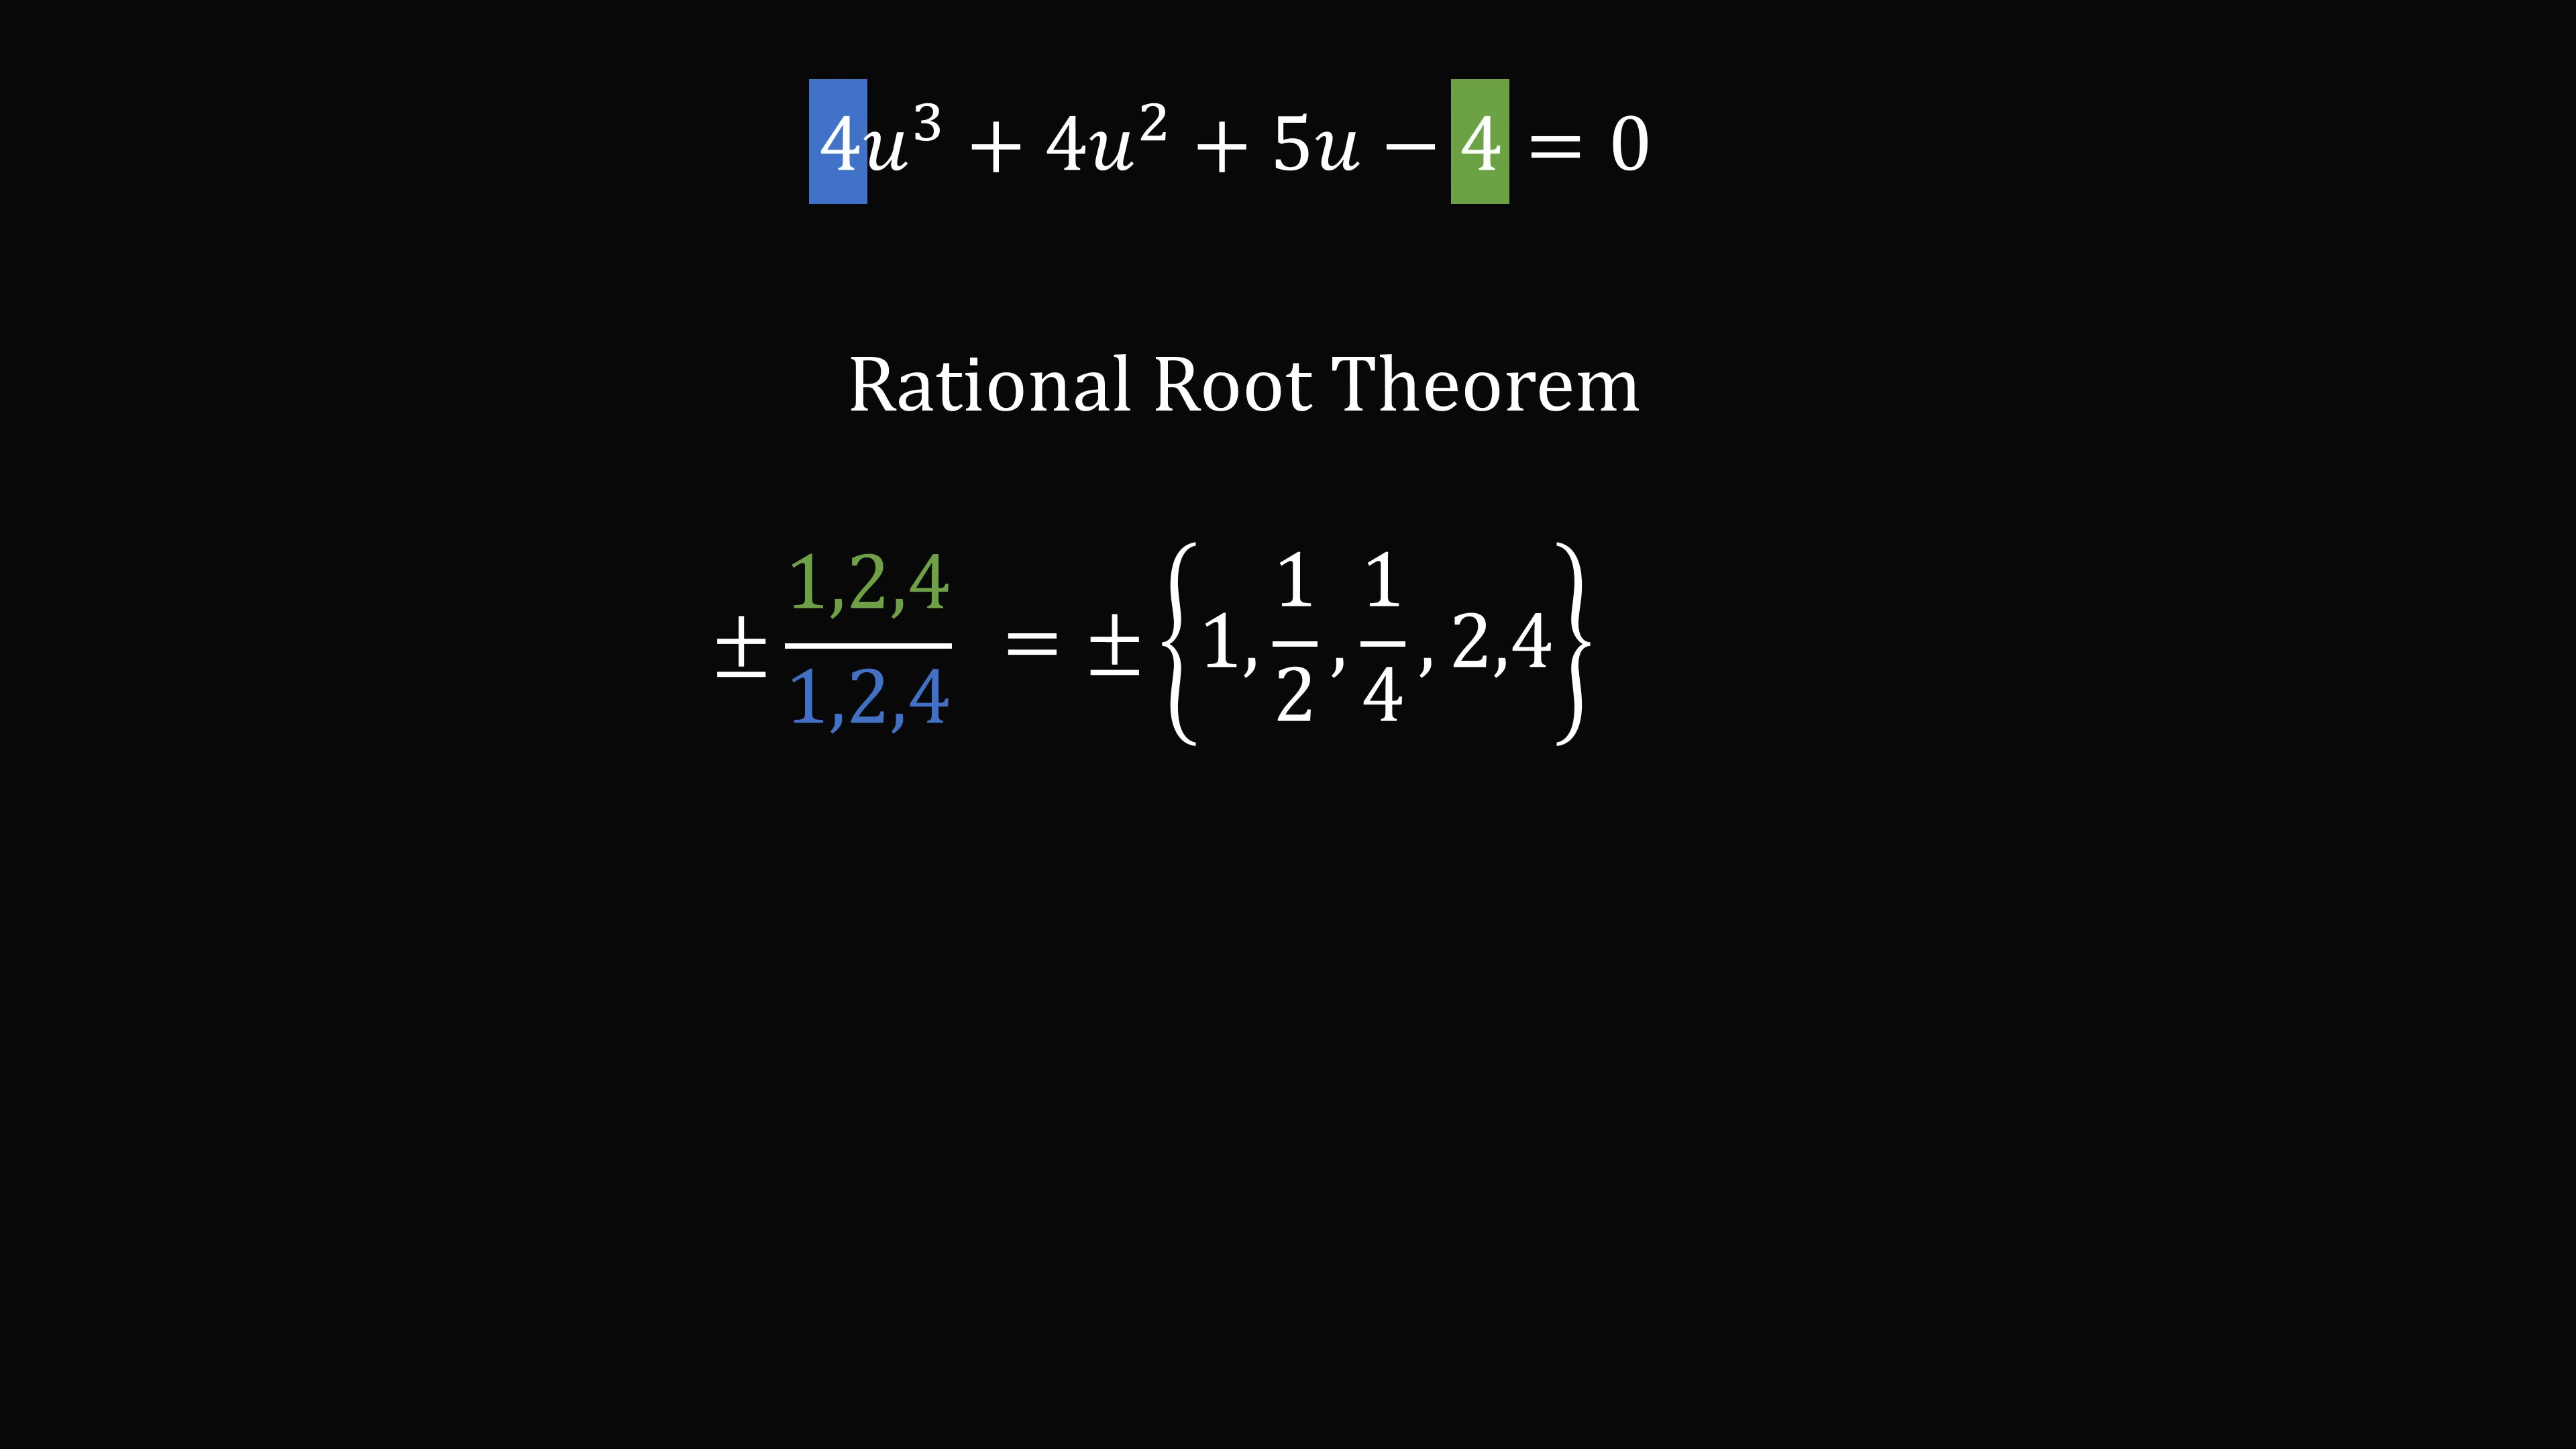 4u³ + 4u² + 5u − 4 = 0
Rational Root Theorem
± 1,2,4/1,2,4 = ± {1, 1/2, 1/4, 2,4}